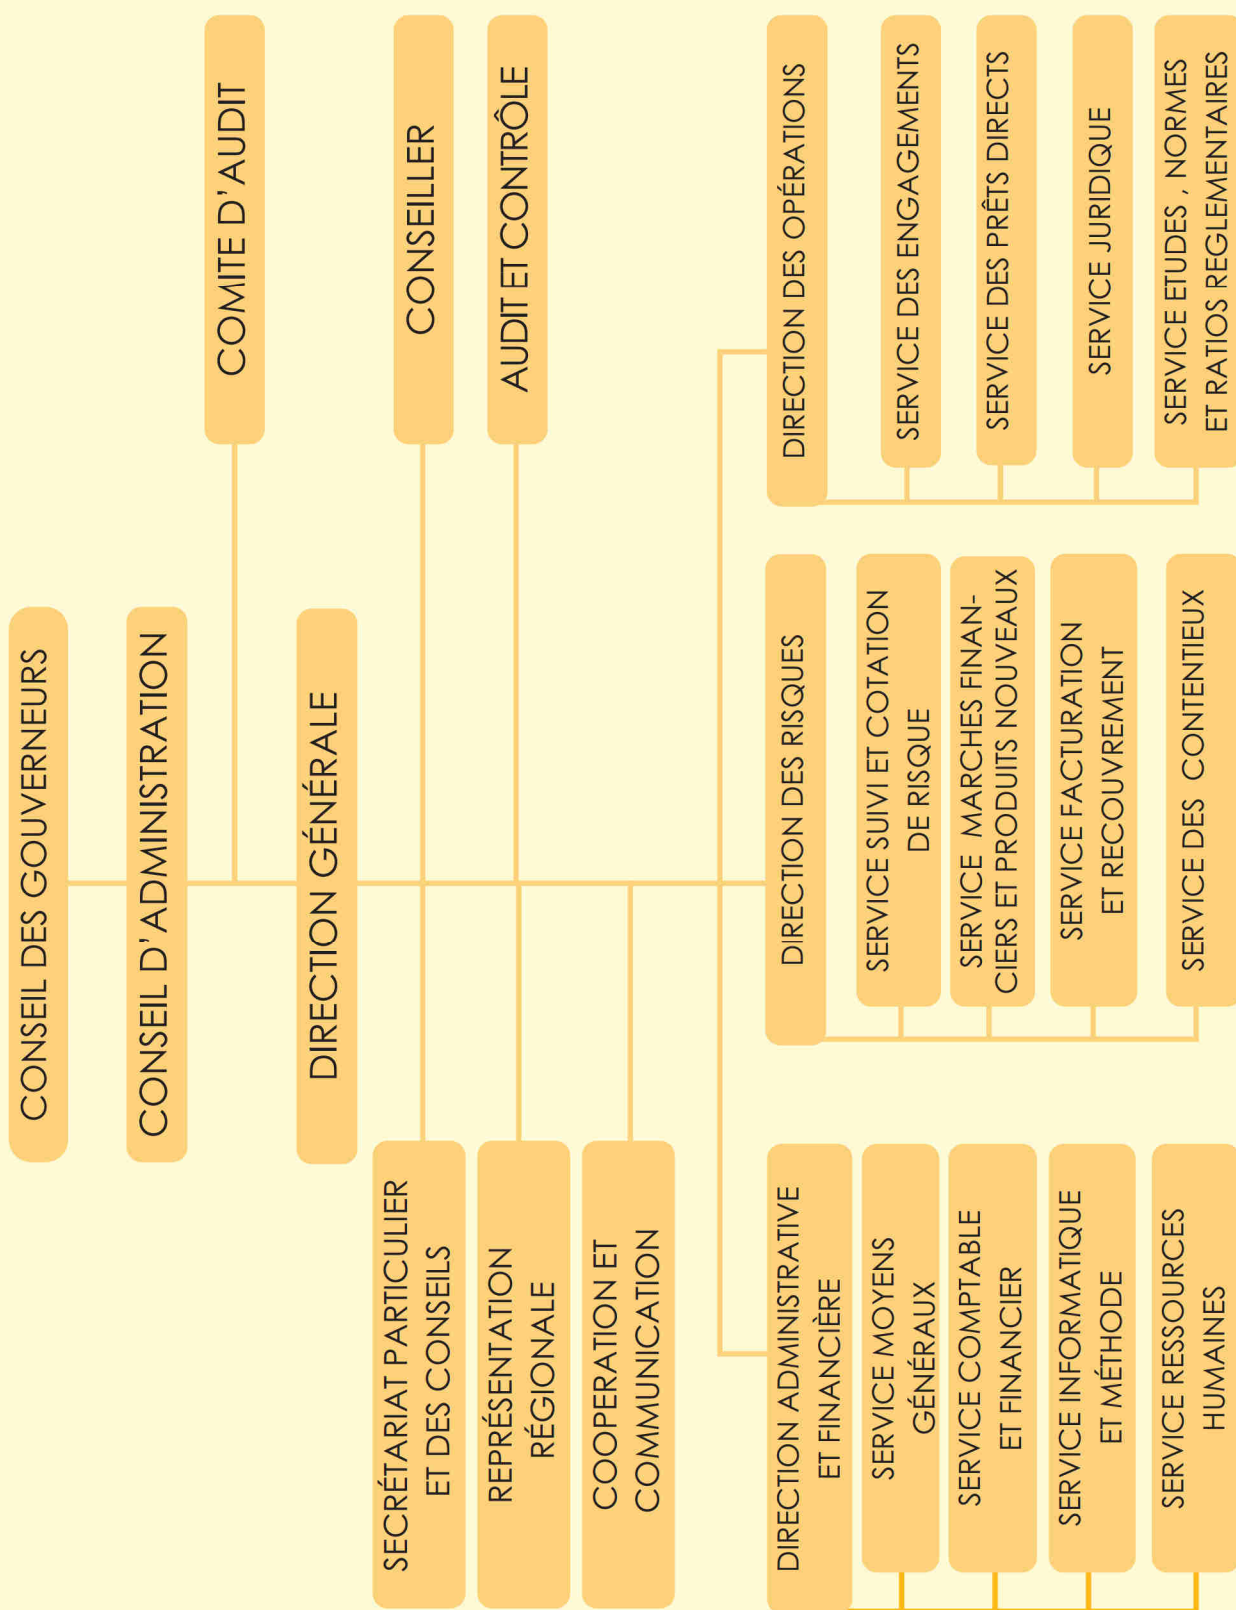 CONSEIL DES GOUVERNEURS
CONSEIL D'ADMINISTRATION
COMITE D'AUDIT
DIRECTION GÉNÉRALE
SECRÉTARIAT PARTICULIER
ET DES CONSEILS
CONSEILLER
REPRÉSENTATION
RÉGIONALE
AUDIT ET CONTRÔLE
COOPERATION ET
COMMUNICATION
DIRECTION ADMINISTRATIVE
ET FINANCIÈRE
SERVICE MOYENS
GÉNÉRAUX
SERVICE COMPTABLE
ET FINANCIER
SERVICE INFORMATIQUE
ET MÉTHODE
SERVICE RESSOURCES
HUMAINES
DIRECTION DES RISQUES
SERVICE SUIVI ET COTATION
DE RISQUE
SERVICE MARCHES FINAN-
CIERS ET PRODUITS NOUVEAUX
SERVICE FACTURATION
ET RECOUVREMENT
SERVICE DES CONTENTIEUX
DIRECTION DES OPÉRATIONS
SERVICE DES ENGAGEMENTS
SERVICE DES PRÊTS DIRECTS
SERVICE JURIDIQUE
SERVICE ETUDES , NORMES
ET RATIOS REGLEMENTAIRES